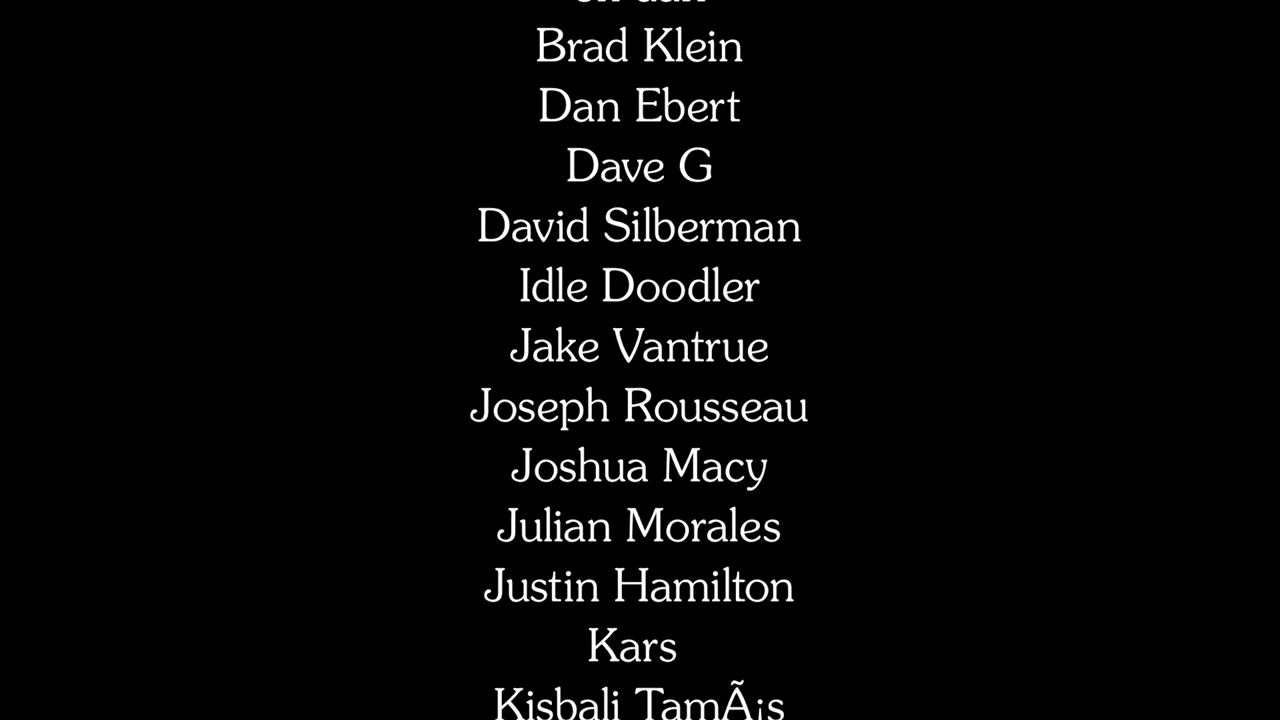 Brad Klein
Dan Ebert
Dave G
David Silberman
Idle Doodler
Jake Vantrue
Joseph Rousseau
Joshua Macy
Julian Morales
Justin Hamilton
Kars
Kisbali TamÃ¡s